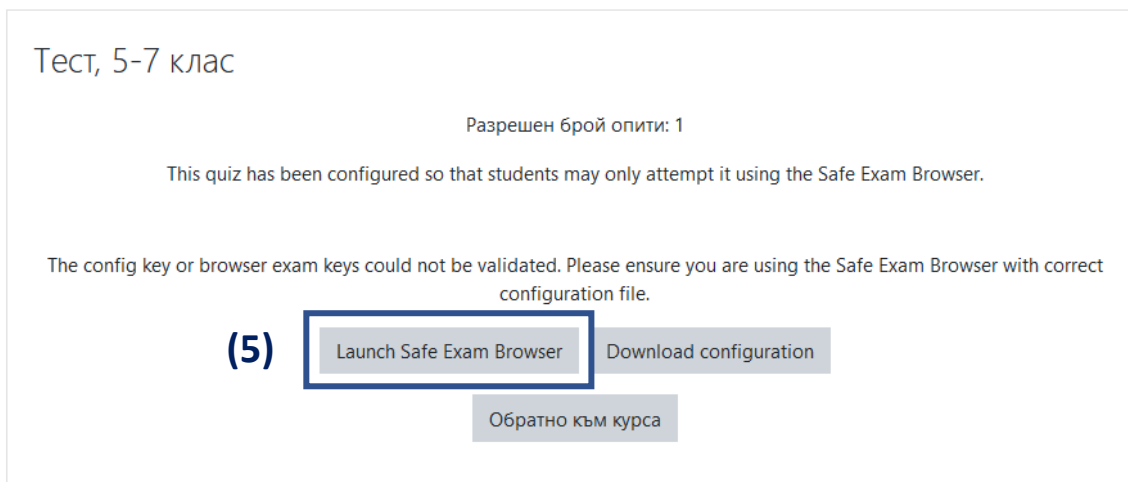 Тест, 5-7 клас
Разрешен брой опити: 1
This quiz has been configured so that students may only attempt it using the Safe Exam Browser.
The config key or browser exam keys could not be validated. Please ensure you are using the Safe Exam Browser with correct
configuration file.
(5) Launch Safe Exam Browser Download configuration
Обратно към курса